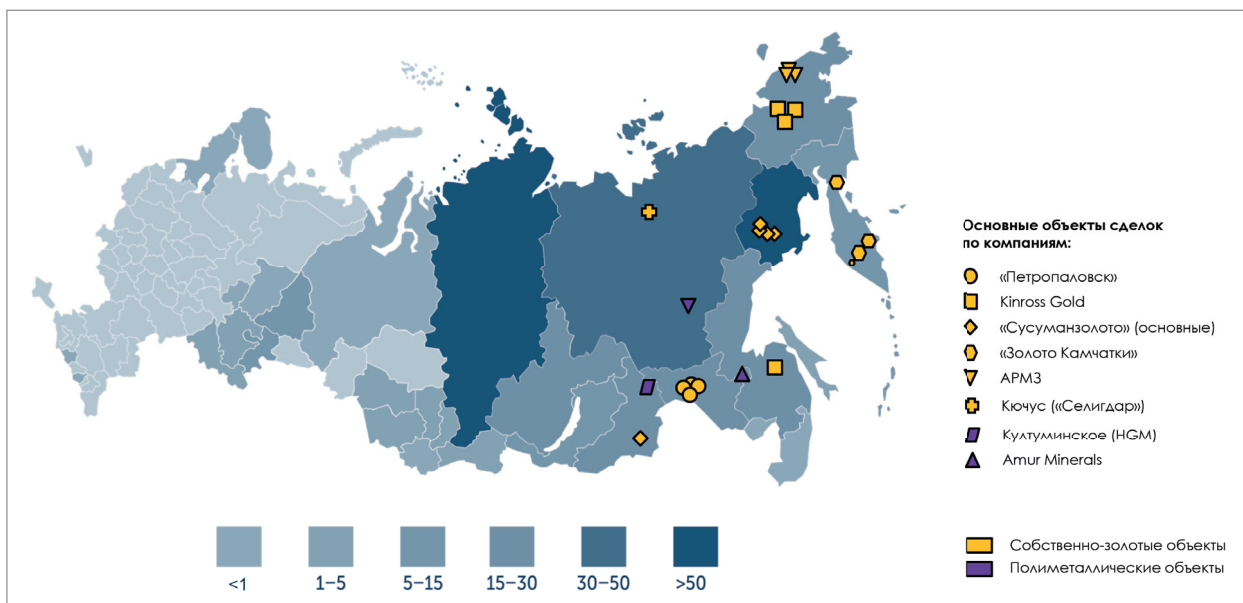 Основные объекты сделок
по компаниям:
«Петропаловск»
Kinross Gold
«Сусуманзолото» (основные)
«Золото Камчатки»
АРМЗ
Кючус («Селигдар»)
Култуминское (HGM)
Amur Minerals
<1
1–5
5–15
15–30
30–50
>50
Собственно-золотые объекты
Полиметаллические объекты